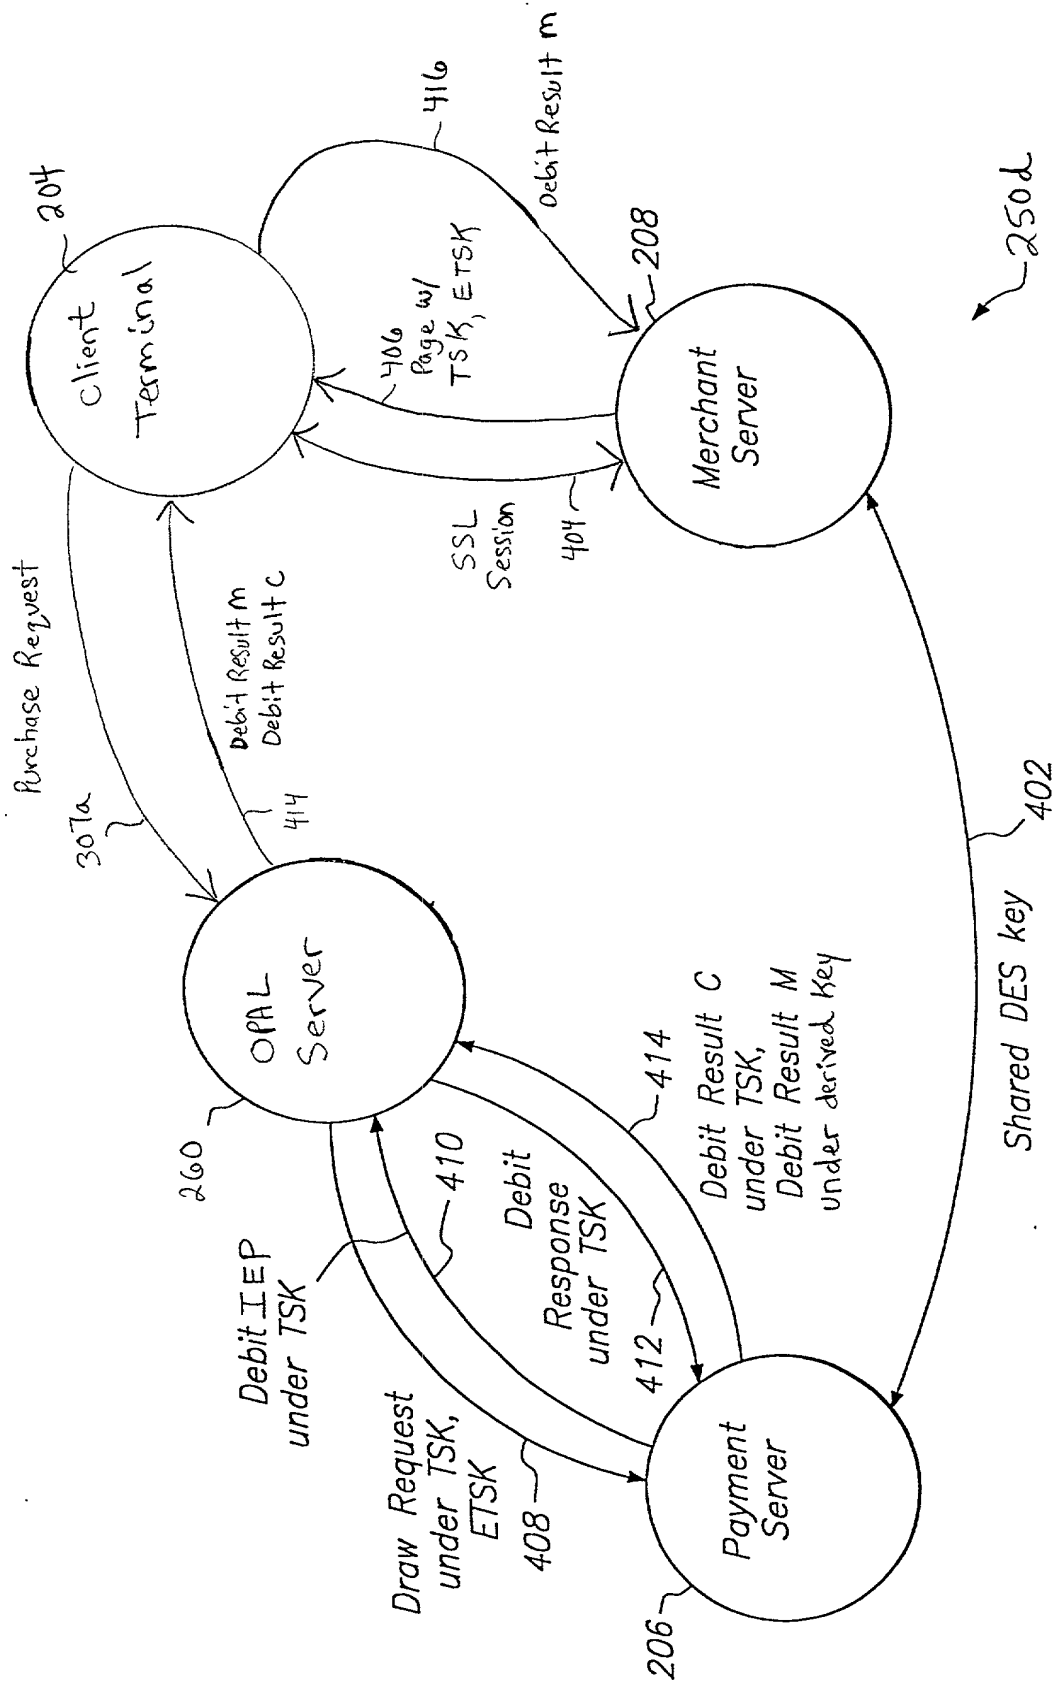 Purchase Request
307a
Client
Terminal
204
416
Debit Result m
414
Debit Result m
Debit Result C
406
Page w/
TSK, ETSK
SSL
Session
404
208
Merchant
Server
250d
260
OPAL
Server
Debit IEP
under TSK
410
Draw Request
under TSK,
ETSK
408
Debit
Response
under TSK
412
414
Debit Result C
under TSK,
Debit Result M
under derived key
206
Payment
Server
Shared DES key
402